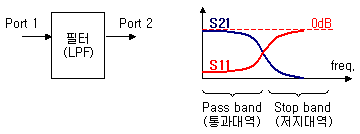 Port 1
Port 2
필터
(LPF)
S21
0dB
S11
freq.
Pass band
(통과대역)
Stop band
(저지대역)